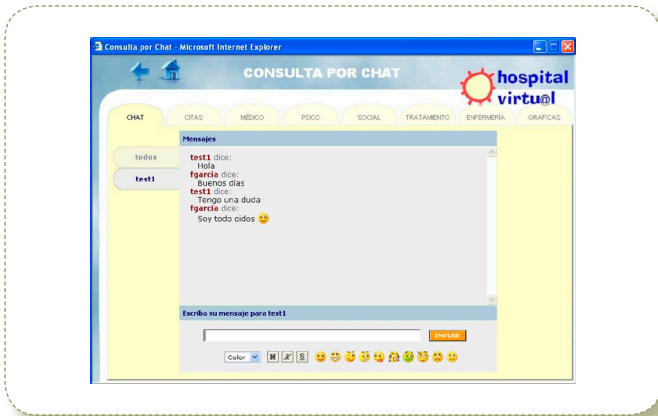 Consulta por Chat - Microsoft Internet Explorer
CONSULTA POR CHAT
hospital
virtu@l
CHAT CITAS MÉDICO PSICO SOCIAL TRATAMIENTO ENFERMERÍA GRAFICAS
Mensajes
todos
test1
test1 dice:
Hola
fgarcia dice:
Buenos días
test1 dice:
Tengo una duda
fgarcia dice:
Soy todo oidos
Escriba su mensaje para test1
ENVIAR
Color N K S